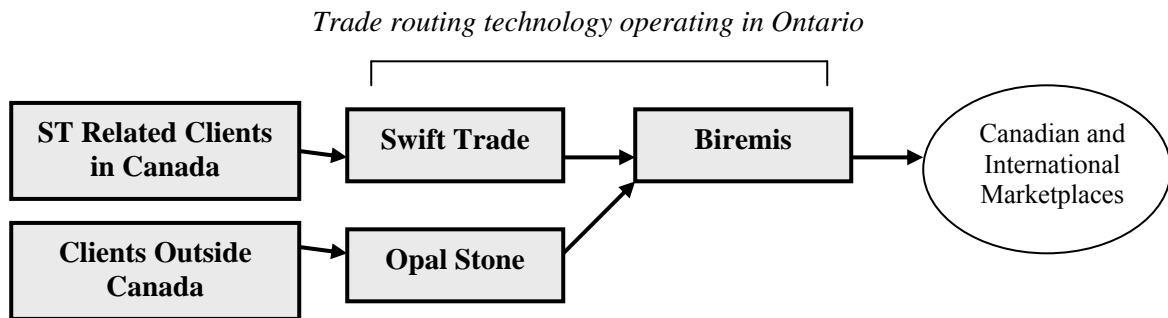 Trade routing technology operating in Ontario
ST Related Clients
in Canada
Swift Trade
Biremis
Canadian and
International
Marketplaces
Clients Outside
Canada
Opal Stone